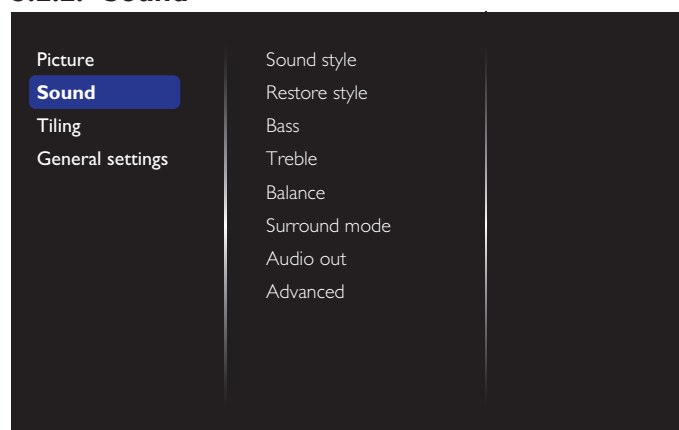 Picture
Sound
Tiling
General settings
Sound style
Restore style
Bass
Treble
Balance
Surround mode
Audio out
Advanced